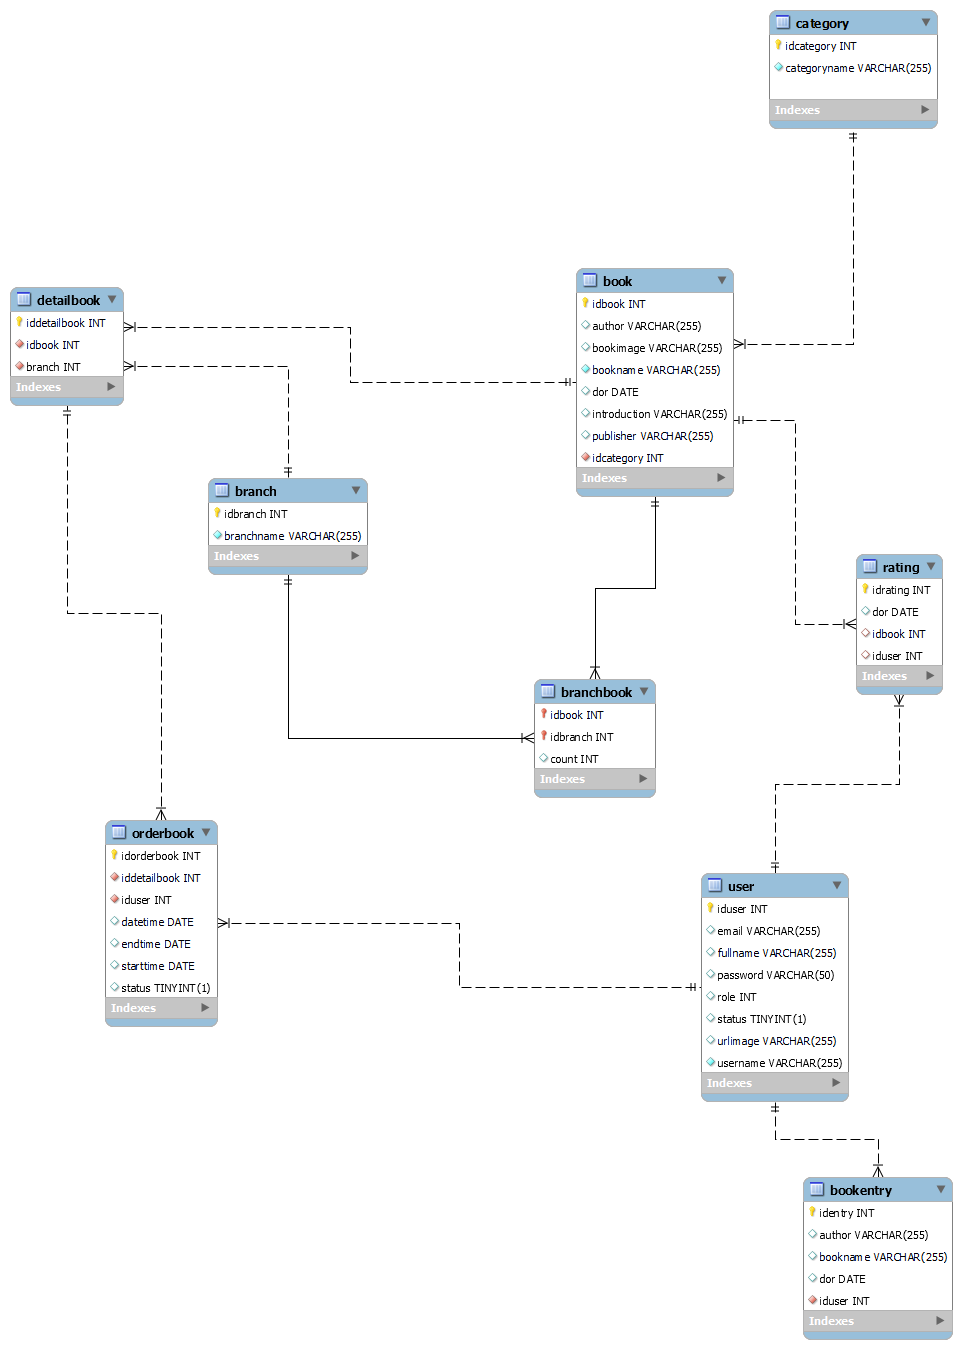 category
idcategory INT
categoryname VARCHAR(255)
Indexes
book
idbook INT
author VARCHAR(255)
bookimage VARCHAR(255)
bookname VARCHAR(255)
dor DATE
introduction VARCHAR(255)
publisher VARCHAR(255)
idcategory INT
Indexes
detailbook
iddetailbook INT
idbook INT
branch INT
Indexes
branch
idbranch INT
branchname VARCHAR(255)
Indexes
rating
idrating INT
dor DATE
idbook INT
iduser INT
Indexes
branchbook
idbook INT
idbranch INT
count INT
Indexes
orderbook
idorderbook INT
iddetailbook INT
iduser INT
datetime DATE
endtime DATE
starttime DATE
status TINYINT(1)
Indexes
user
iduser INT
email VARCHAR(255)
fullname VARCHAR(255)
password VARCHAR(50)
role INT
status TINYINT(1)
urlimage VARCHAR(255)
username VARCHAR(255)
Indexes
bookentry
identry INT
author VARCHAR(255)
bookname VARCHAR(255)
dor DATE
iduser INT
Indexes